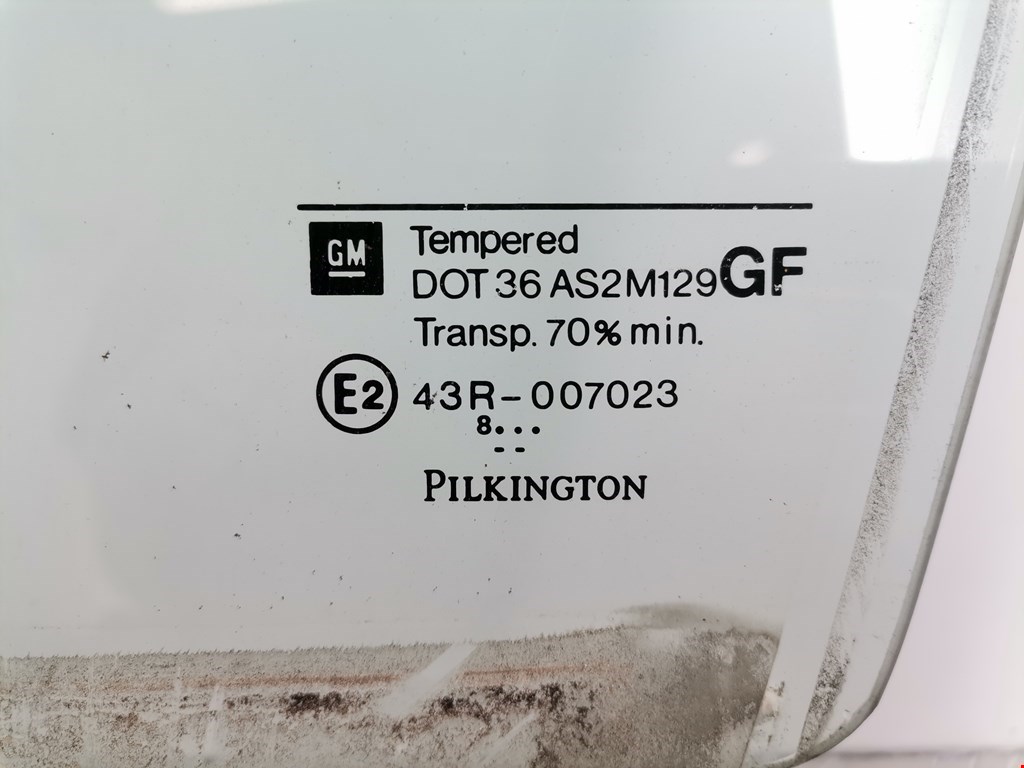 GM Tempered
DOT 36 AS2 M129 GF
Transp. 70% min.
E2 43R-007023
8...
--
PILKINGTON